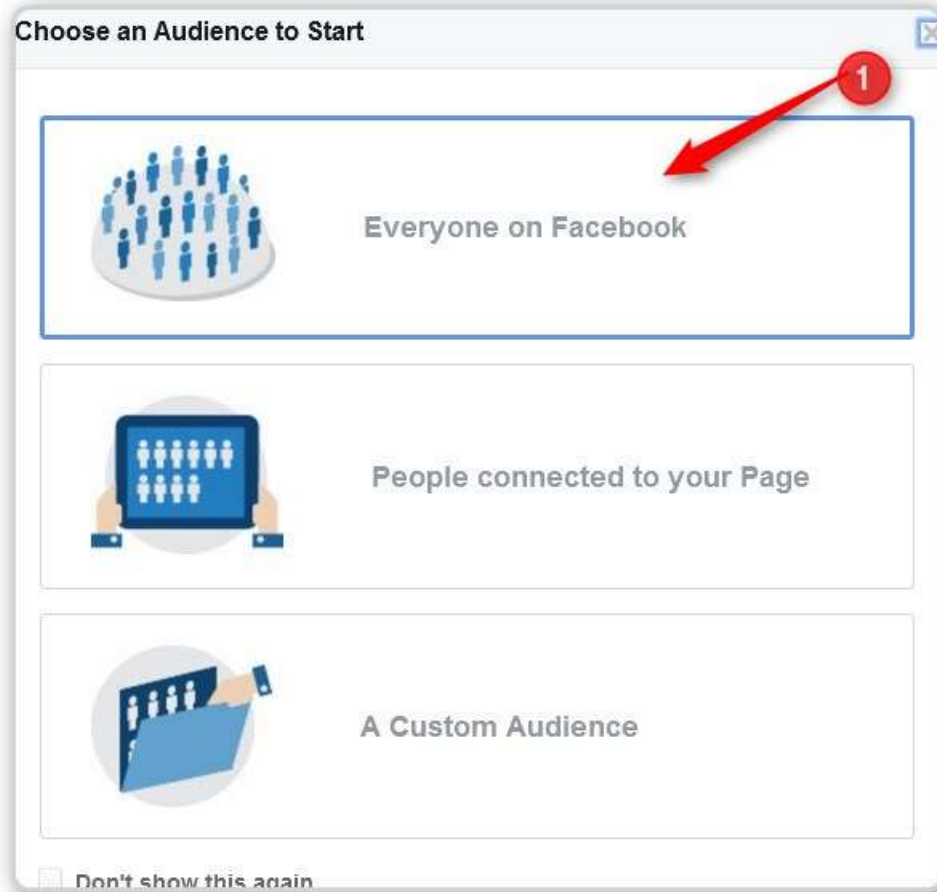 Choose an Audience to Start
1
Everyone on Facebook
People connected to your Page
A Custom Audience
Don't show this again